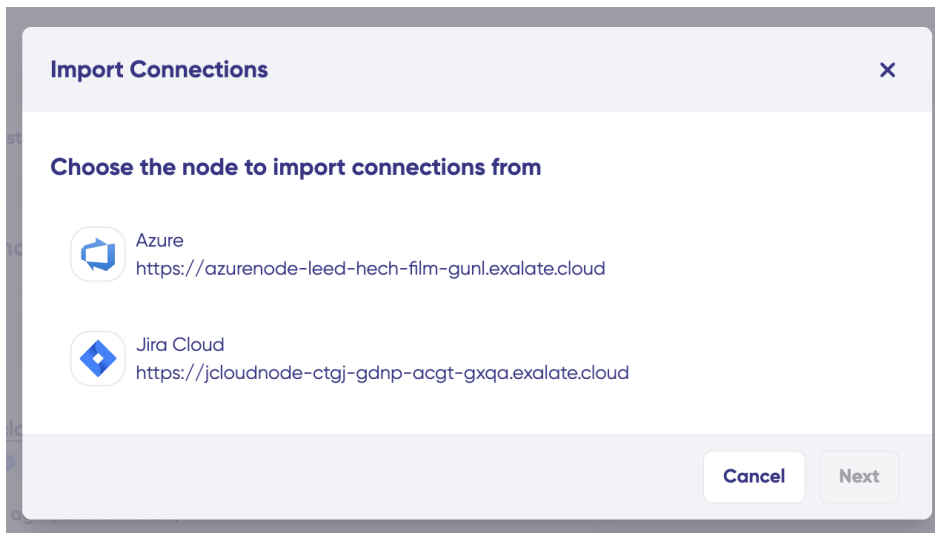 Import Connections
Choose the node to import connections from
Azure
https://azurenode-leed-hech-film-gunl.exalate.cloud
Jira Cloud
https://jcloudnode-ctgj-gdnp-acgt-gxqa.exalate.cloud
Cancel
Next